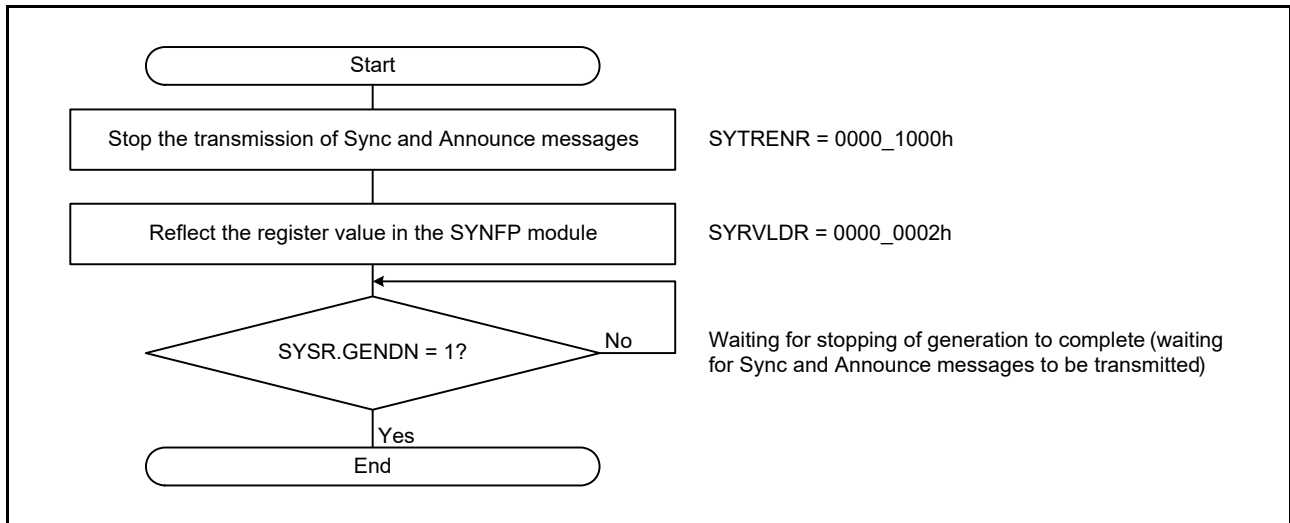 Start
Stop the transmission of Sync and Announce messages
SYTRENR = 0000_1000h
Reflect the register value in the SYNFP module
SYRVLDR = 0000_0002h
SYSR.GENDN = 1?
No
Waiting for stopping of generation to complete (waiting
for Sync and Announce messages to be transmitted)
Yes
End